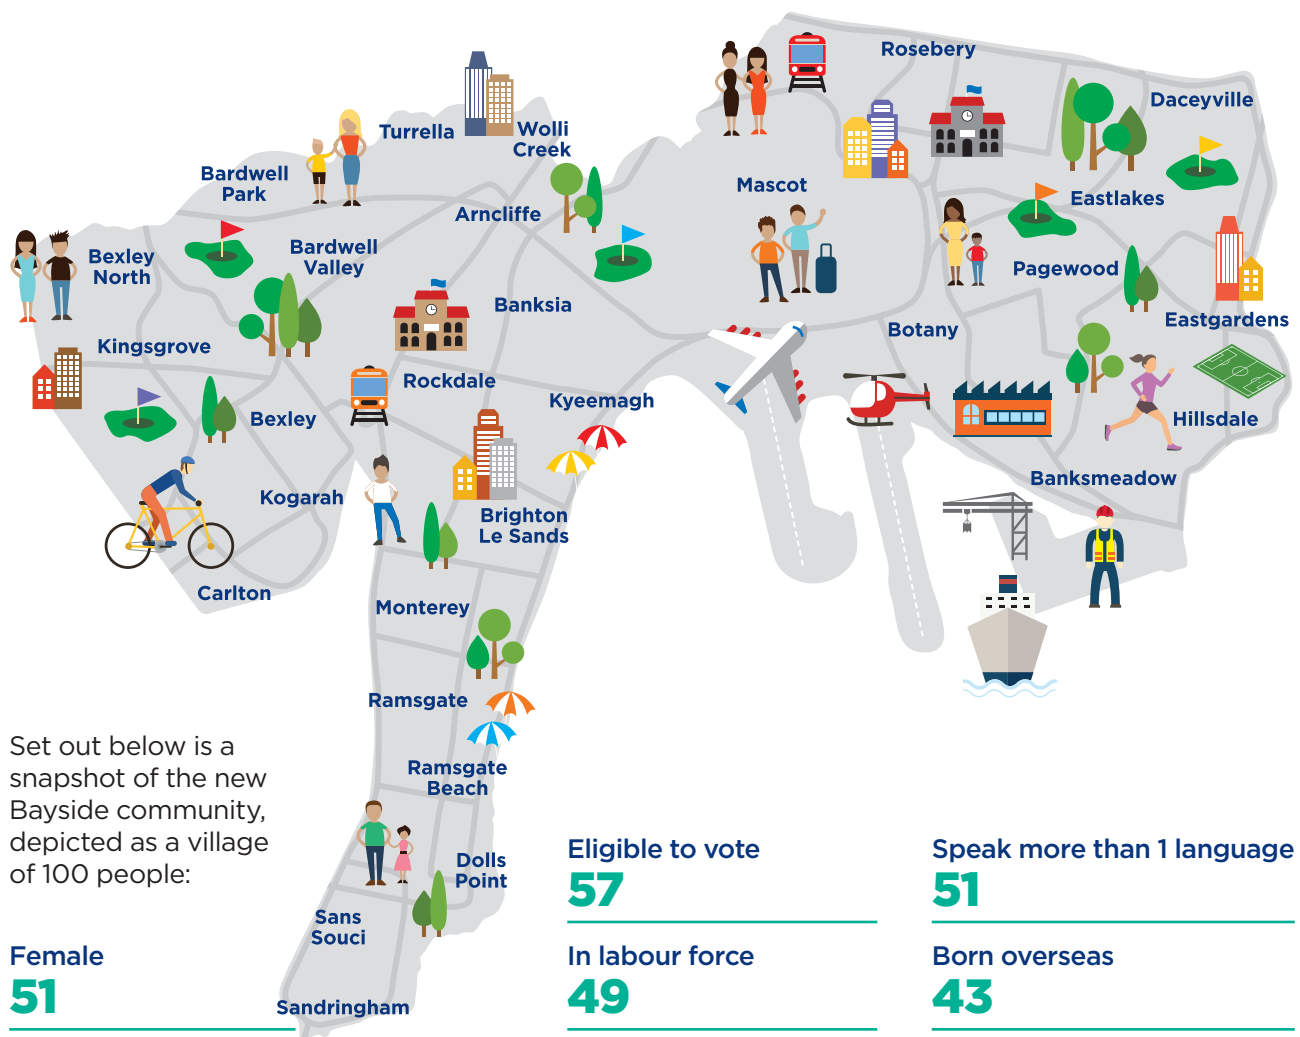 Rosebery
Daceyville
Turrella
Wolli
Creek
Bardwell
Park
Mascot
Eastlakes
Arncliffe
Bexley
North
Bardwell
Valley
Pagewood
Banksia
Eastgardens
Botany
Kingsgrove
Rockdale
Kyeemagh
Bexley
Hillsdale
Banksmeadow
Kogarah
Brighton
Le Sands
Carlton
Monterey
Ramsgate
Ramsgate
Beach
Dolls
Point
Sans
Souci
Sandringham
Set out below is a
snapshot of the new
Bayside community,
depicted as a village
of 100 people:
Female
51
Eligible to vote
57
In labour force
49
Speak more than 1 language
51
Born overseas
43